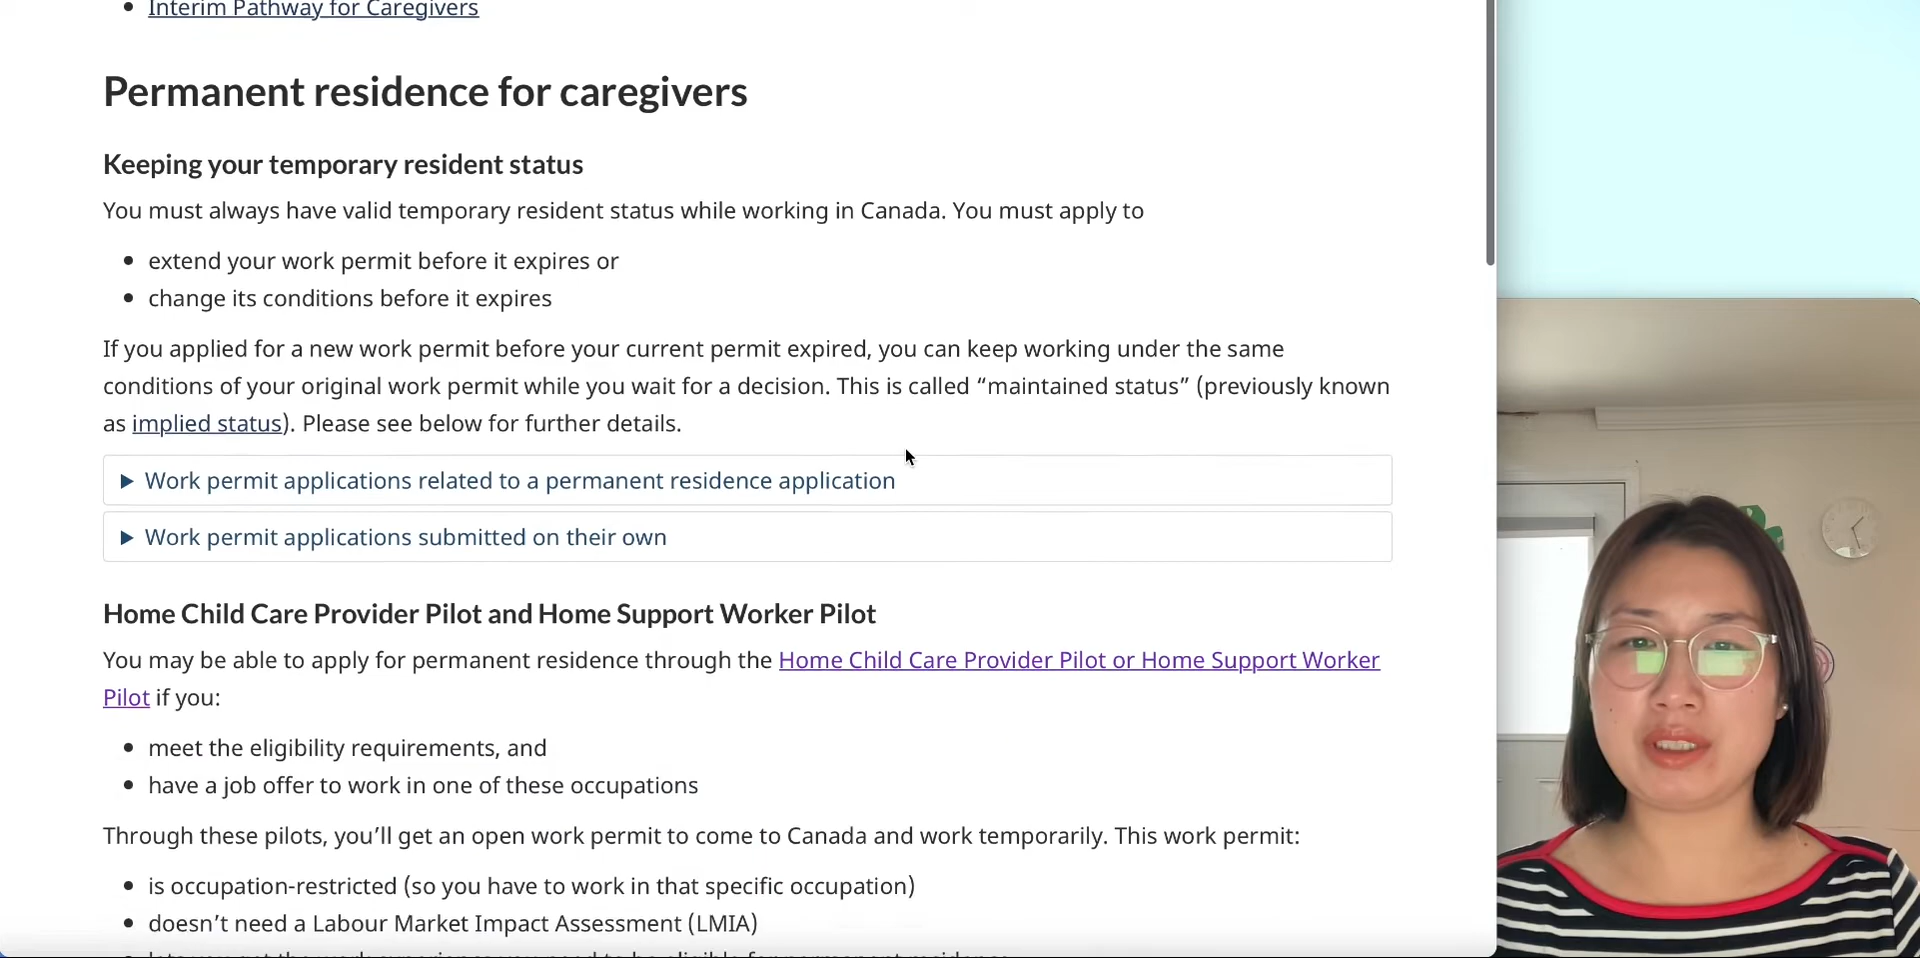 Interim Pathway for Caregivers
Permanent residence for caregivers
Keeping your temporary resident status
You must always have valid temporary resident status while working in Canada. You must apply to
extend your work permit before it expires or
change its conditions before it expires
If you applied for a new work permit before your current permit expired, you can keep working under the same
conditions of your original work permit while you wait for a decision. This is called “maintained status” (previously known
as implied status). Please see below for further details.
Work permit applications related to a permanent residence application
Work permit applications submitted on their own
Home Child Care Provider Pilot and Home Support Worker Pilot
You may be able to apply for permanent residence through the Home Child Care Provider Pilot or Home Support Worker
Pilot if you:
meet the eligibility requirements, and
have a job offer to work in one of these occupations
Through these pilots, you’ll get an open work permit to come to Canada and work temporarily. This work permit:
is occupation-restricted (so you have to work in that specific occupation)
doesn’t need a Labour Market Impact Assessment (LMIA)